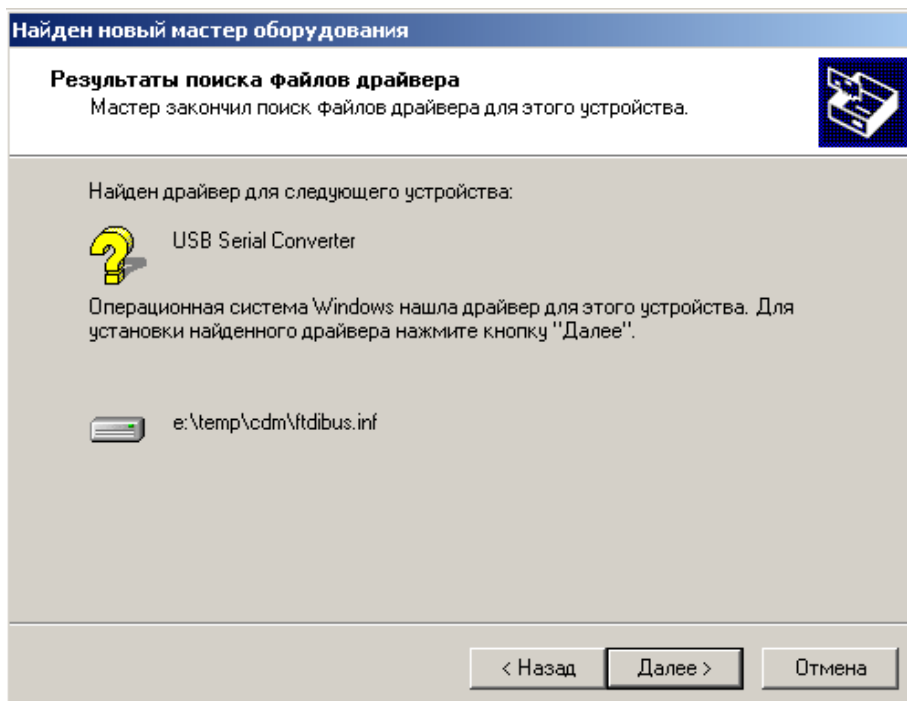 Найден новый мастер оборудования
Результаты поиска файлов драйвера
Мастер закончил поиск файлов драйвера для этого устройства.
Найден драйвер для следующего устройства:
USB Serial Converter
Операционная система Windows нашла драйвер для этого устройства. Для
установки найденного драйвера нажмите кнопку "Далее".
e:\temp\cdm\ftdibus.inf
< Назад
Далее >
Отмена